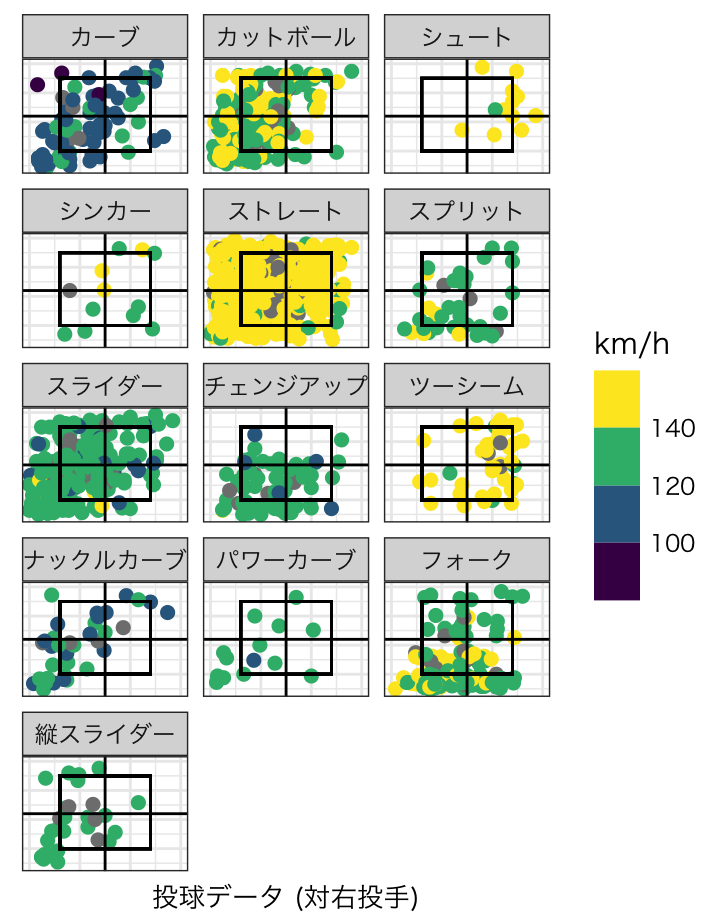 カーブ
カットボール
シュート
シンカー
ストレート
スプリット
スライダー
チェンジアップ
ツーシーム
ナックルカーブ
パワーカーブ
フォーク
縦スライダー
km/h
140
120
100
投球データ (対右投手)